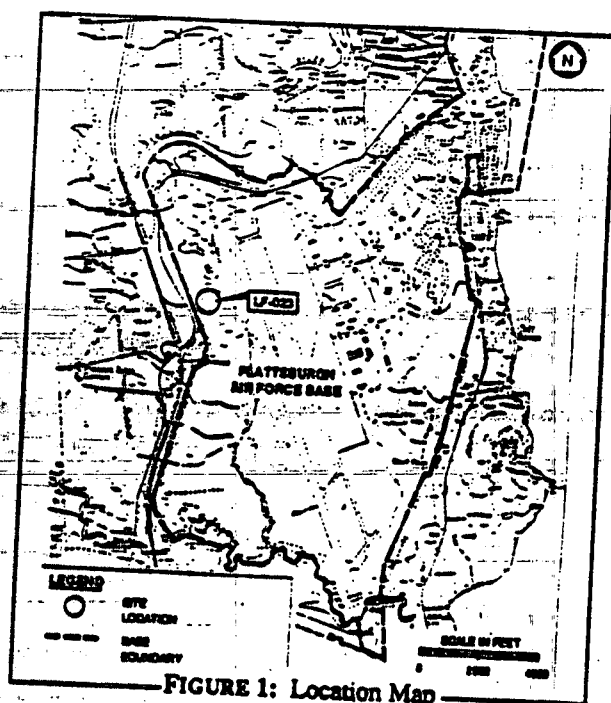 N
LF-023
PLATTSBURGH
AIR FORCE BASE
LEGEND
SITE
LOCATION
BASE
BOUNDARY
SCALE IN FEET
0
FIGURE 1: Location Map